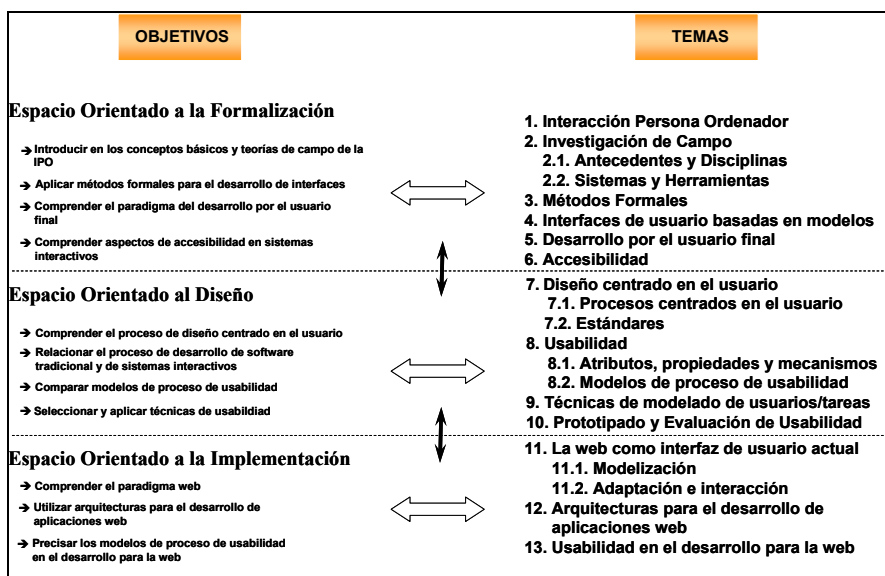 OBJETIVOS
TEMAS
Espacio Orientado a la Formalización
➔ Introducir en los conceptos básicos y teorías de campo de la
IPO
➔ Aplicar métodos formales para el desarrollo de interfaces
➔ Comprender el paradigma del desarrollo por el usuario
final
➔ Comprender aspectos de accesibilidad en sistemas
interactivos
1. Interacción Persona Ordenador
2. Investigación de Campo
2.1. Antecedentes y Disciplinas
2.2. Sistemas y Herramientas
3. Métodos Formales
4. Interfaces de usuario basadas en modelos
5. Desarrollo por el usuario final
6. Accesibilidad
Espacio Orientado al Diseño
➔ Comprender el proceso de diseño centrado en el usuario
➔ Relacionar el proceso de desarrollo de software
tradicional y de sistemas interactivos
➔ Comparar modelos de proceso de usabilidad
➔ Seleccionar y aplicar técnicas de usabildiad
7. Diseño centrado en el usuario
7.1. Procesos centrados en el usuario
7.2. Estándares
8. Usabilidad
8.1. Atributos, propiedades y mecanismos
8.2. Modelos de proceso de usabilidad
9. Técnicas de modelado de usuarios/tareas
10. Prototipado y Evaluación de Usabilidad
Espacio Orientado a la Implementación
➔ Comprender el paradigma web
➔ Utilizar arquitecturas para el desarrollo de
aplicaciones web
➔ Precisar los modelos de proceso de usabilidad
en el desarrollo para la web
11. La web como interfaz de usuario actual
11.1. Modelización
11.2. Adaptación e interacción
12. Arquitecturas para el desarrollo de
aplicaciones web
13. Usabilidad en el desarrollo para la web